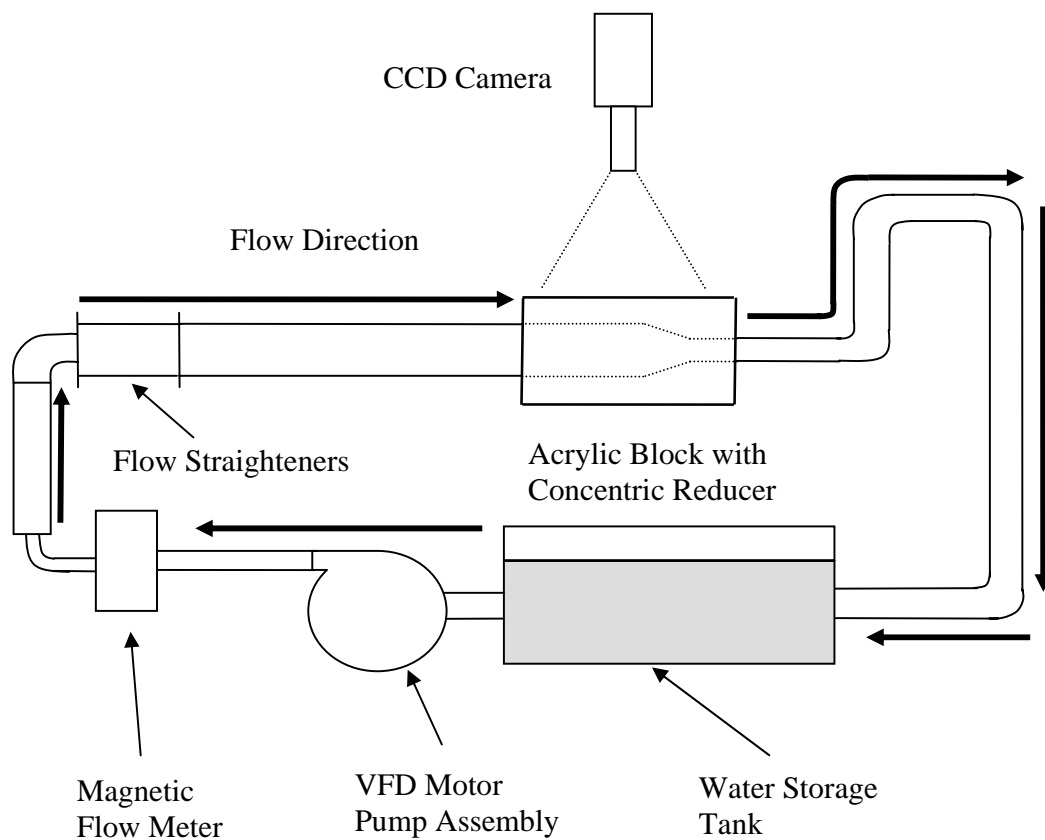 CCD Camera
Flow Direction
Flow Straighteners
Acrylic Block with
Concentric Reducer
Magnetic
Flow Meter
VFD Motor
Pump Assembly
Water Storage
Tank